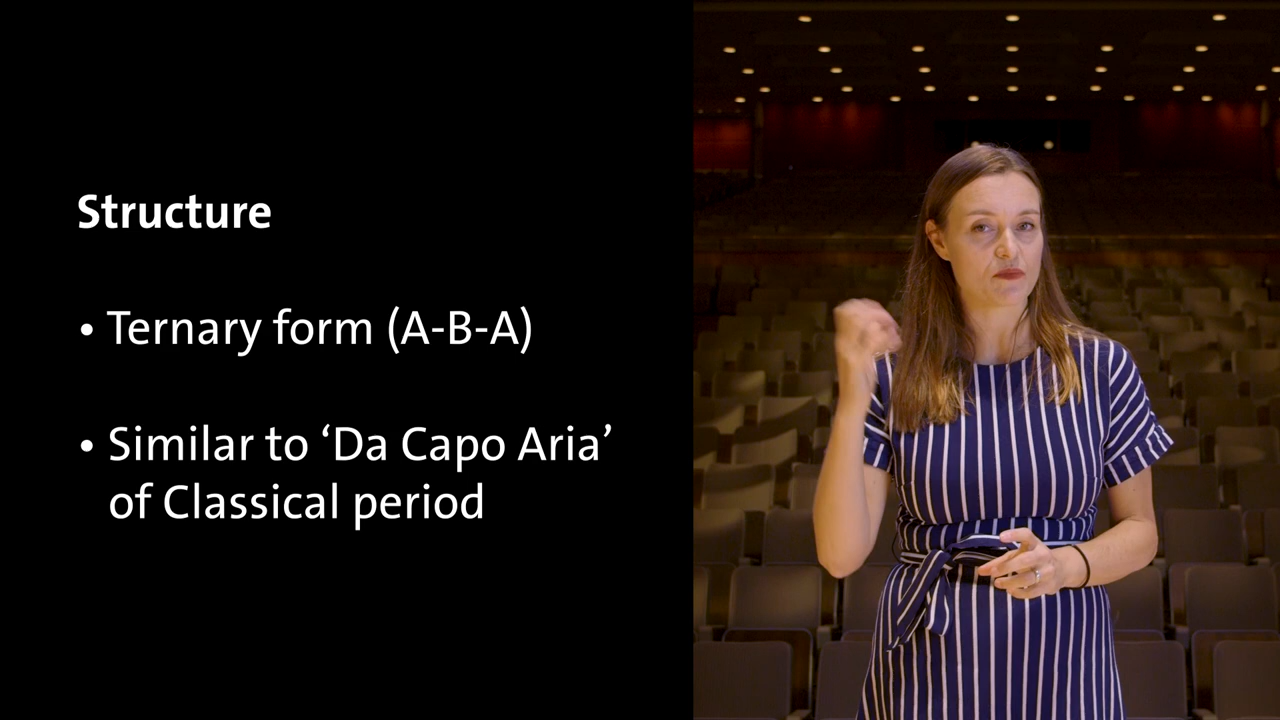 Structure
• Ternary form (A-B-A)
• Similar to ‘Da Capo Aria’
of Classical period